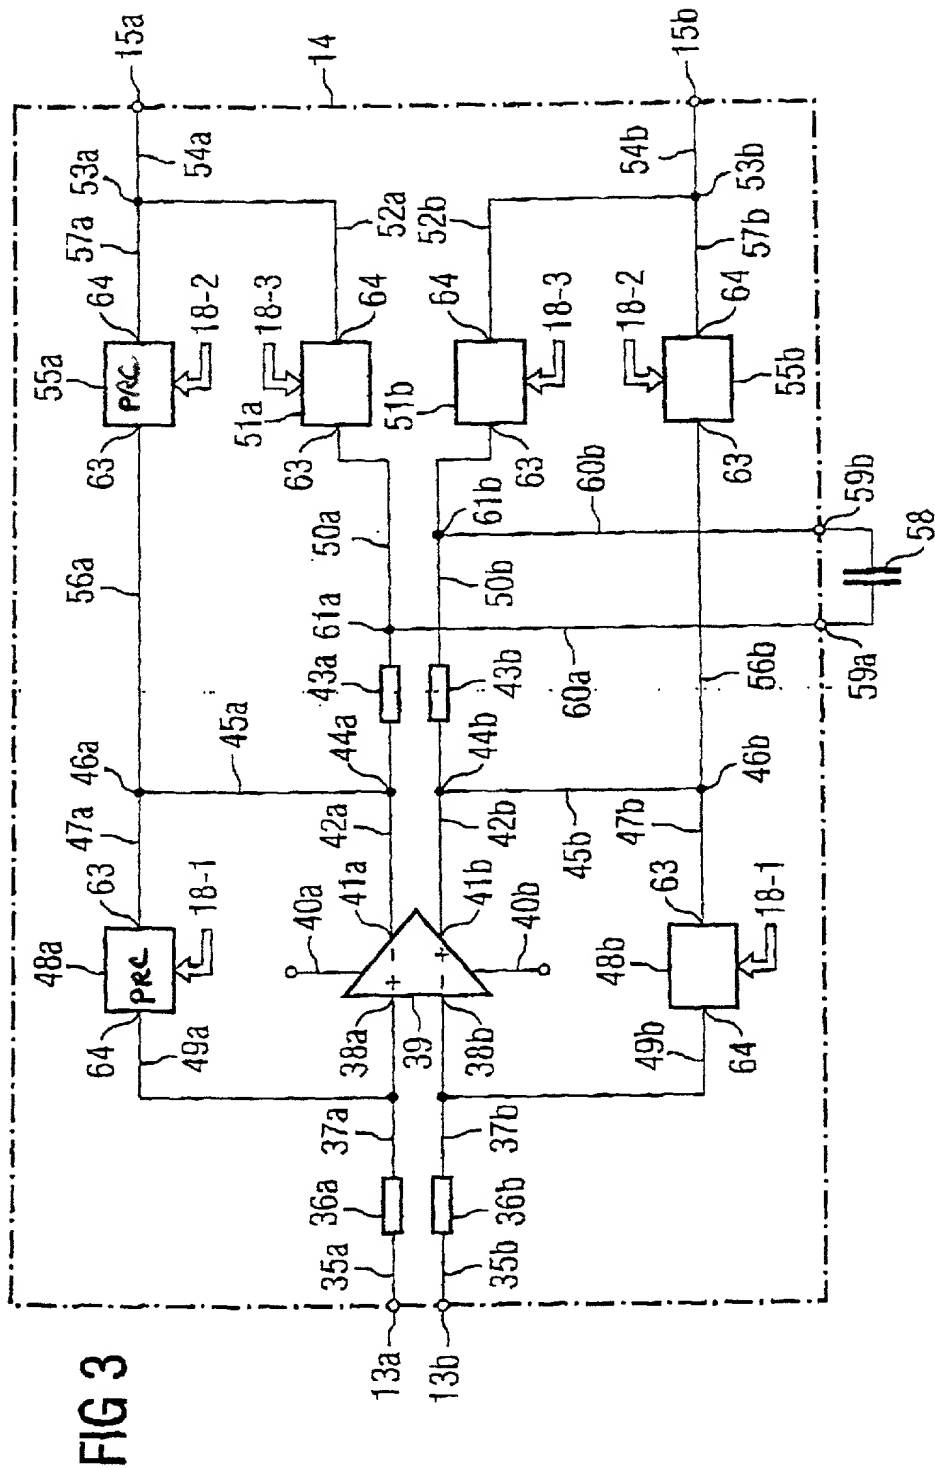 FIG 3
15a
14
15b
53a
54a
54b
53b
57a
52a
52b
57b
64
18-2
18-3
64
64
18-3
18-2
64
55a
PRC
51a
51b
55b
63
63
63
63
56a
50a
61b
60b
59b
58
61a
50b
43a
43b
60a
56b
59a
46a
45a
44a
44b
46b
47a
42a
42b
45b
47b
63
18-1
40a
41a
41b
40b
63
18-1
48a
PRC
+
-
-
+
48b
64
49a
38a
39
38b
49b
64
37a
37b
36a
36b
35a
35b
13a
13b